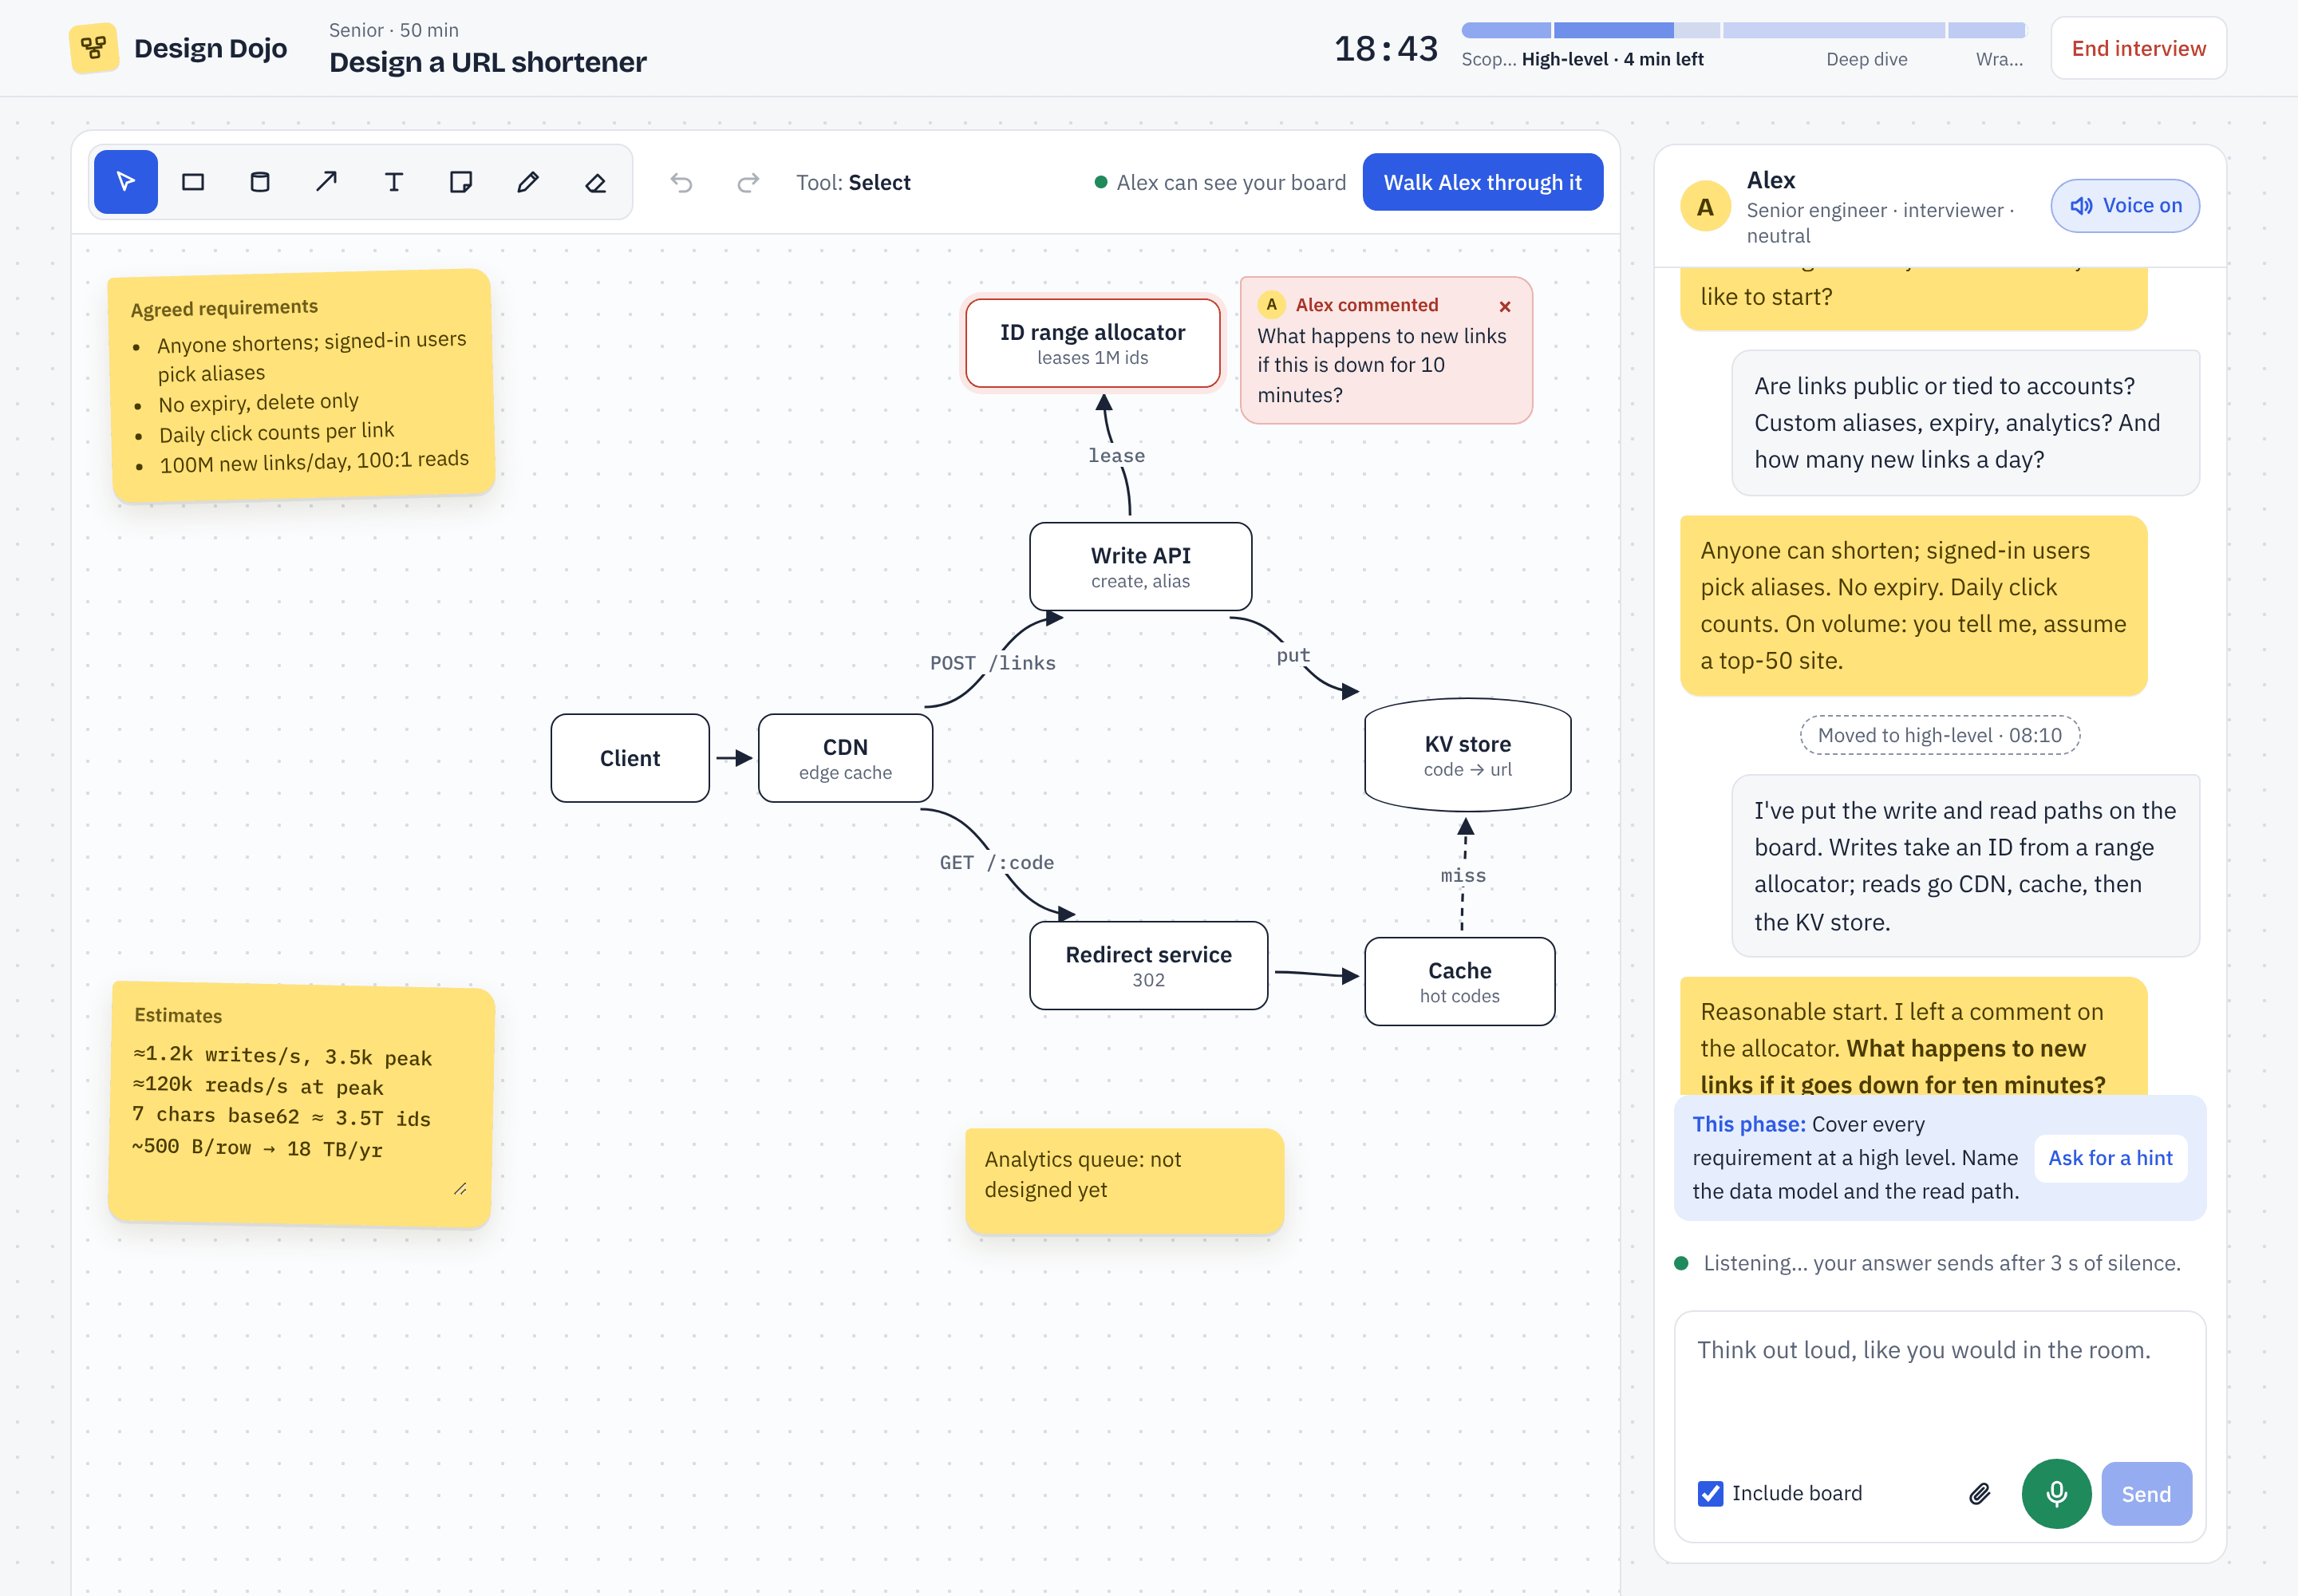 Design Dojo
Senior · 50 min
Design a URL shortener
18:43
Scop...
High-level · 4 min left
Deep dive
Wra...
End interview
Tool: Select
Alex can see your board
Walk Alex through it
Agreed requirements
• Anyone shortens; signed-in users
pick aliases
• No expiry, delete only
• Daily click counts per link
• 100M new links/day, 100:1 reads
ID range allocator
leases 1M ids
A Alex commented ×
What happens to new links
if this is down for 10
minutes?
lease
Write API
create, alias
POST /links
put
Client
CDN
edge cache
KV store
code → url
GET /:code
miss
Redirect service
302
Cache
hot codes
Estimates
≈1.2k writes/s, 3.5k peak
≈120k reads/s at peak
7 chars base62 ≈ 3.5T ids
~500 B/row → 18 TB/yr
Analytics queue: not
designed yet
A
Alex
Senior engineer · interviewer ·
neutral
Voice on
like to start?
Are links public or tied to accounts?
Custom aliases, expiry, analytics? And
how many new links a day?
Anyone can shorten; signed-in users
pick aliases. No expiry. Daily click
counts. On volume: you tell me, assume
a top-50 site.
Moved to high-level · 08:10
I've put the write and read paths on the
board. Writes take an ID from a range
allocator; reads go CDN, cache, then
the KV store.
Reasonable start. I left a comment on
the allocator. What happens to new
links if it goes down for ten minutes?
This phase: Cover every
requirement at a high level. Name
the data model and the read path.
Ask for a hint
Listening... your answer sends after 3 s of silence.
Think out loud, like you would in the room.
Include board
Send